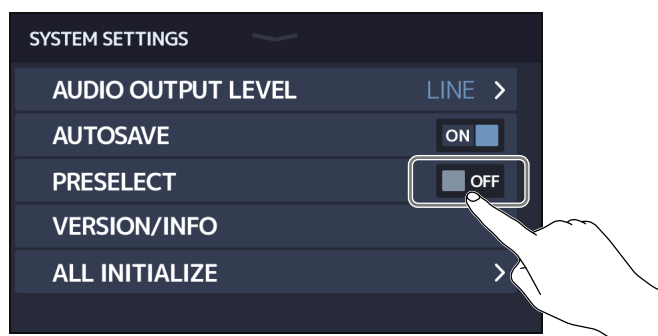 SYSTEM SETTINGS
AUDIO OUTPUT LEVEL LINE >
AUTOSAVE ON
PRESELECT OFF
VERSION/INFO
ALL INITIALIZE >